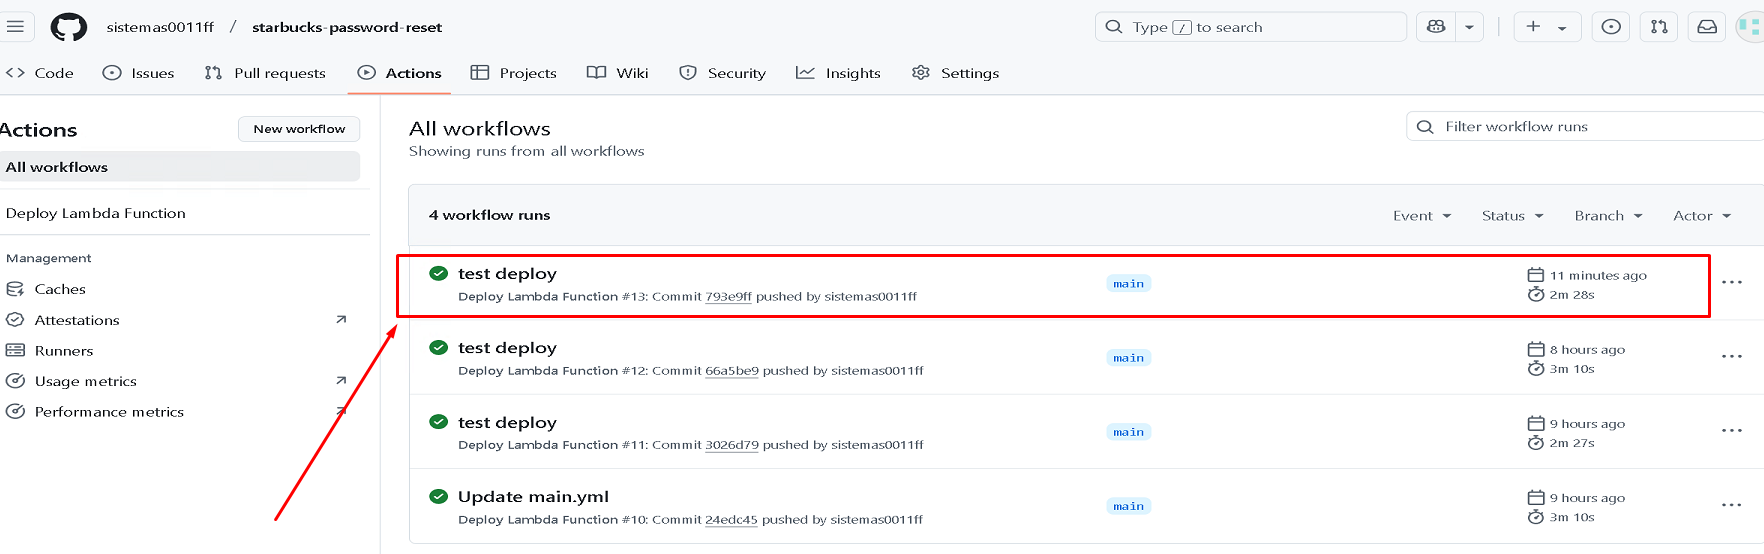 sistemas0011ff / starbucks-password-reset
Type / to search
Code Issues Pull requests Actions Projects Wiki Security Insights Settings
Actions
New workflow
All workflows
Deploy Lambda Function
Management
Caches
Attestations
Runners
Usage metrics
Performance metrics
All workflows
Showing runs from all workflows
Filter workflow runs
4 workflow runs
Event Status Branch Actor
test deploy
Deploy Lambda Function #13: Commit 793e9ff pushed by sistemas0011ff
main
11 minutes ago
2m 28s
test deploy
Deploy Lambda Function #12: Commit 66a5be9 pushed by sistemas0011ff
main
8 hours ago
3m 10s
test deploy
Deploy Lambda Function #11: Commit 3026d79 pushed by sistemas0011ff
main
9 hours ago
2m 27s
Update main.yml
Deploy Lambda Function #10: Commit 24edc45 pushed by sistemas0011ff
main
9 hours ago
3m 10s